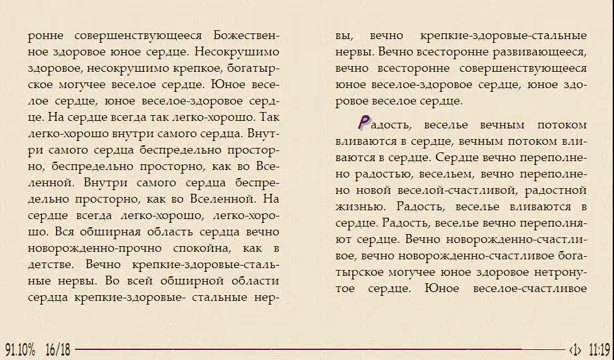 ронне совершенствующееся Божествен-
ное здоровое юное сердце. Несокрушимо
здоровое, несокрушимо крепкое, богатыр-
ское могучее веселое сердце. Юное весе-
лое сердце, юное веселое-здоровое серд-
це. На сердце всегда так легко-хорошо. Так
легко-хорошо внутри самого сердца. Внут-
ри самого сердца беспредельно простор-
но, беспредельно просторно, как во Все-
ленной. Внутри самого сердца беспре-
дельно просторно, как во Вселенной. На
сердце всегда легко-хорошо, легко-хоро-
шо. Вся обширная область сердца вечно
новорожденно-прочно спокойна, как в
детстве. Вечно крепкие-здоровые-сталь-
ные нервы. Во всей обширной области
сердца крепкие-здоровые- стальные нер-
вы, вечно крепкие-здоровые-стальные
нервы. Вечно всесторонне развивающееся,
вечно всесторонне совершенствующееся
юное веселое-здоровое сердце, юное здо-
ровое веселое сердце.
Радость, веселье вечным потоком
вливаются в сердце, вечным потоком вли-
ваются в сердце. Сердце вечно переполне-
но радостью, весельем, вечно переполне-
но новой веселой-счастливой, радостной
жизнью. Радость, веселье вливаются в
сердце. Радость, веселье вечно переполня-
ют сердце. Вечно новорожденно-счастли-
вое, вечно новорожденно-счастливое бога-
тырское могучее юное здоровое нетрону-
тое сердце. Юное веселое-счастливое
91.10% 16/18 ‹1› 11:19